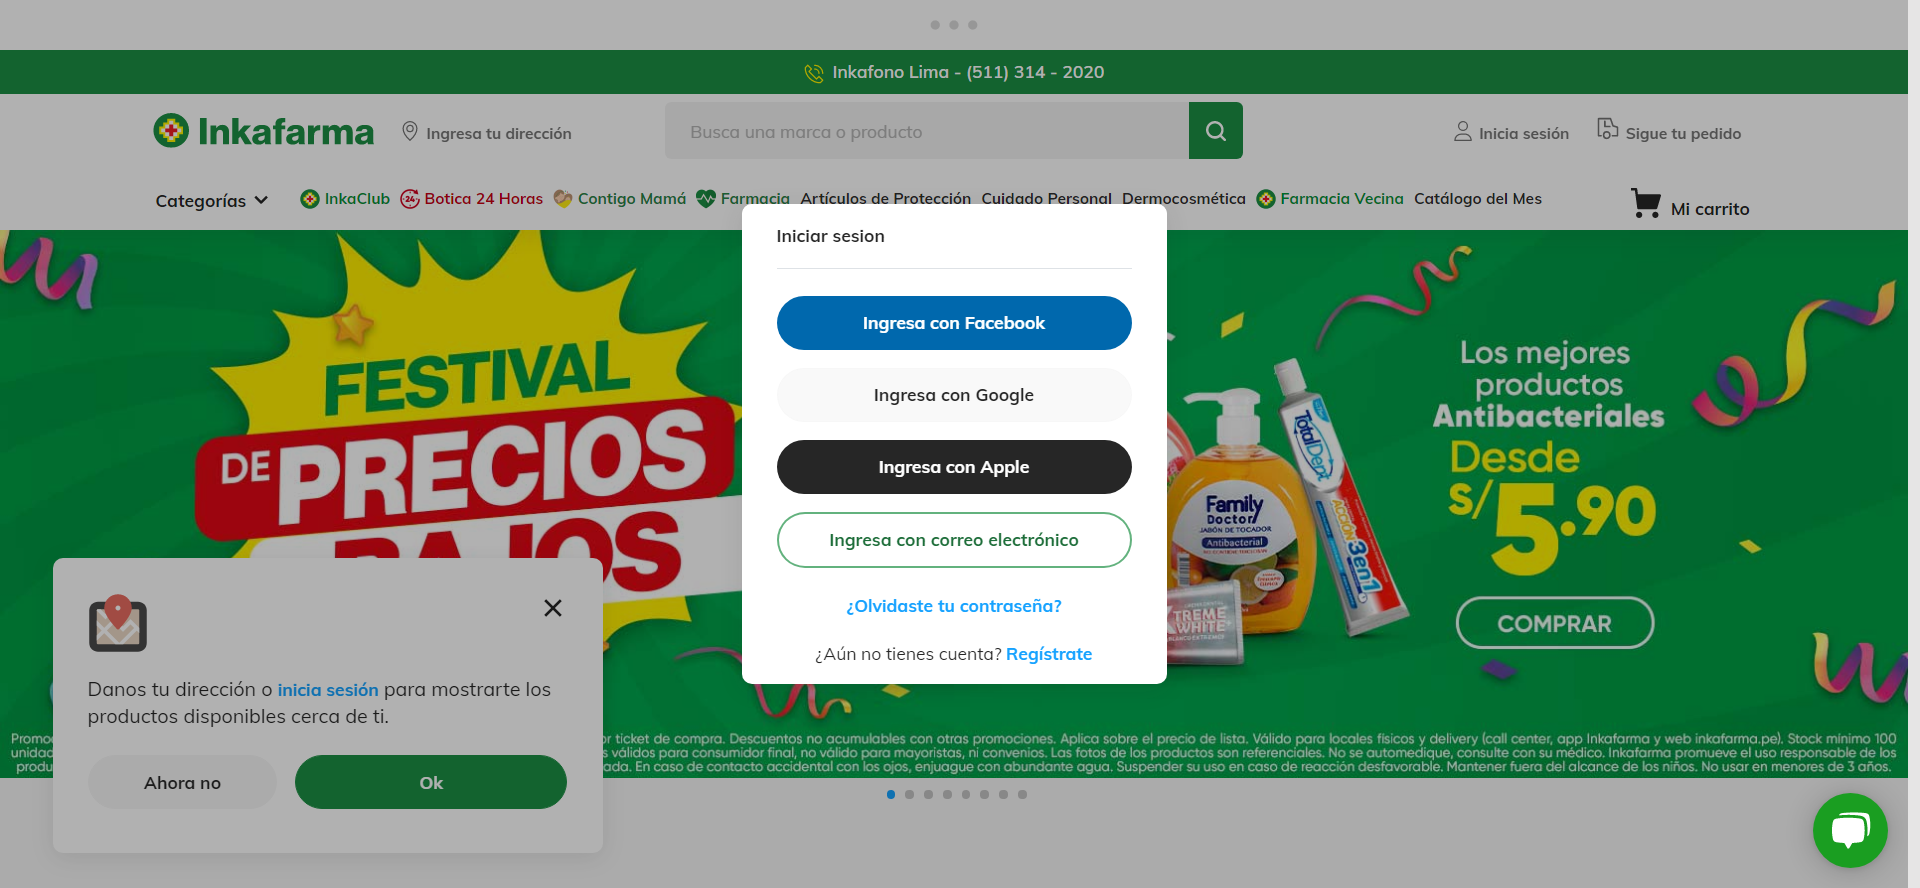 Inkafono Lima - (511) 314 - 2020
Inkafarma
Ingresa tu dirección
Busca una marca o producto
Inicia sesión
Sigue tu pedido
Categorías
InkaClub
24
Botica 24 Horas
Contigo Mamá
Farmacia
Artículos de Protección
Cuidado Personal
Dermocosmética
Farmacia Vecina
Catálogo del Mes
Mi carrito
Iniciar sesion
Ingresa con Facebook
Ingresa con Google
Ingresa con Apple
Ingresa con correo electrónico
¿Olvidaste tu contraseña?
¿Aún no tienes cuenta? Regístrate
FESTIVAL
DE PRECIOS
BAJOS
TotalDent
ACCIÓN 3en1
Family
Doctor
JABÓN DE TOCADOR
Antibacterial
XTREME
WHITE
Los mejores
productos
Antibacteriales
Desde
S/5.90
COMPRAR
Danos tu dirección o inicia sesión para mostrarte los
productos disponibles cerca de ti.
Ahora no
Ok
ticket de compra. Descuentos no acumulables con otras promociones. Aplica sobre el precio de lista. Válido para locales físicos y delivery (call center, app Inkafarma y web inkafarma.pe). Stock mínimo 100
unidad
válidos para consumidor final, no válido para mayoristas, ni convenios. Las fotos de los productos son referenciales. No se automedique, consulte con su médico. Inkafarma promueve el uso responsable de los
produ
ada. En caso de contacto accidental con los ojos, enjuague con abundante agua. Suspender su uso en caso de reacción desfavorable. Mantener fuera del alcance de los niños. No usar en menores de 3 años.